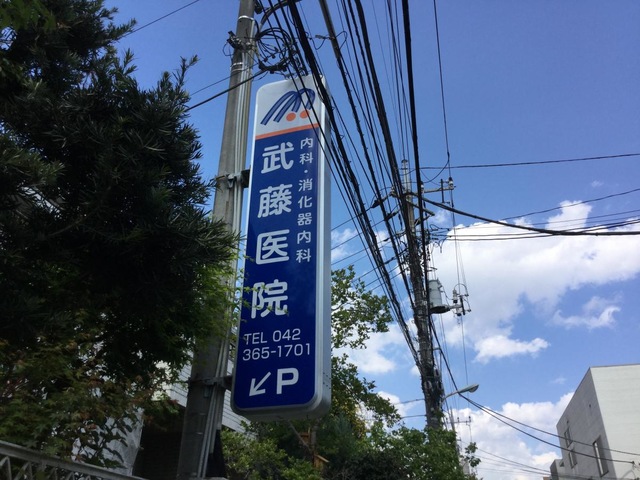 内科・消化器内科
武藤医院
TEL 042
365-1701
↙P